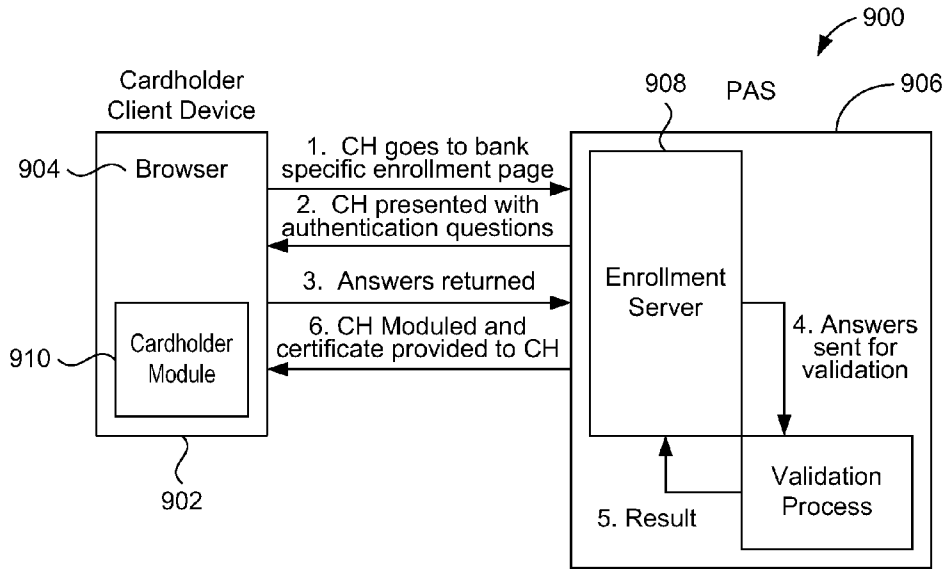 900
Cardholder
Client Device
908
PAS
906
904
Browser
1. CH goes to bank
specific enrollment page
2. CH presented with
authentication questions
3. Answers returned
6. CH Moduled and
certificate provided to CH
910
Cardholder
Module
902
Enrollment
Server
4. Answers
sent for
validation
Validation
Process
5. Result